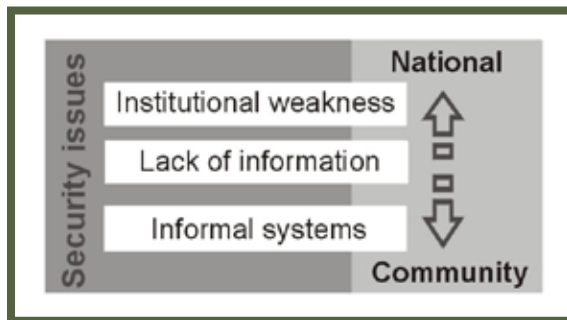 Security issues
National
Institutional weakness
Lack of information
Informal systems
Community